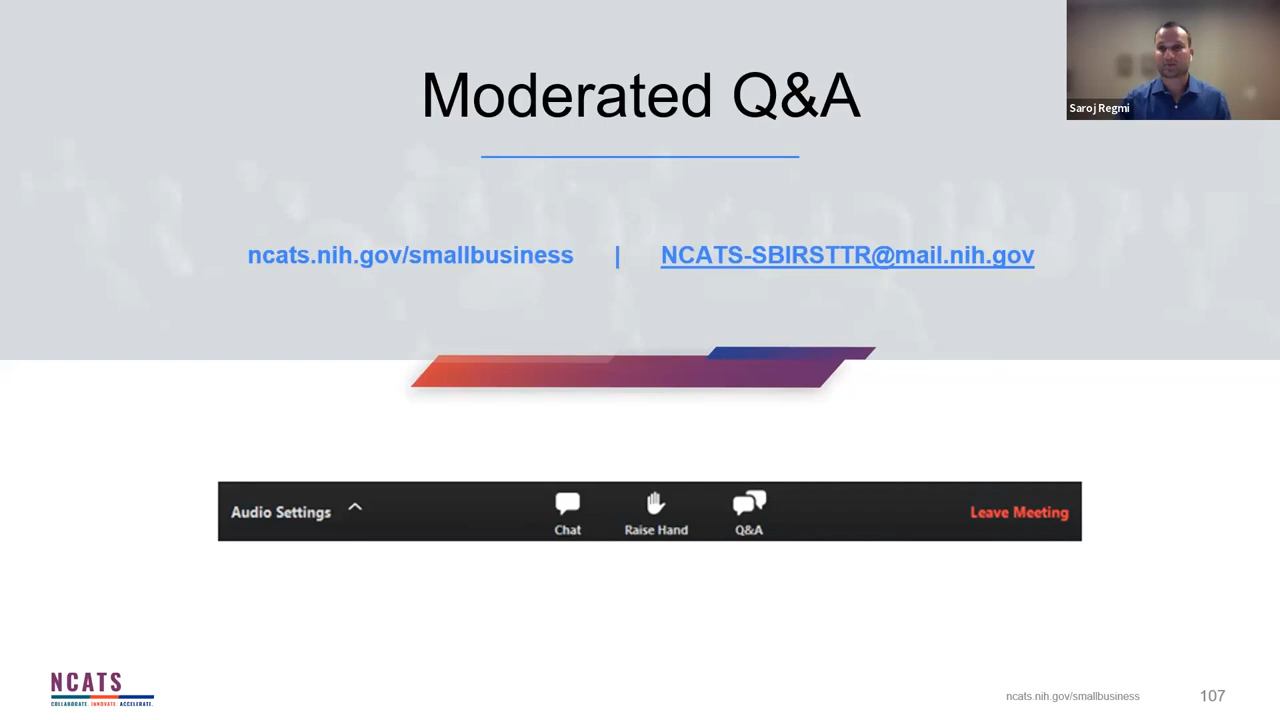 Moderated Q&A
Saroj Regmi
ncats.nih.gov/smallbusiness | NCATS-SBIRSTTR@mail.nih.gov
Audio Settings
Chat
Raise Hand
Q&A
Leave Meeting
NCATS
COLLABORATE. INNOVATE. ACCELERATE.
ncats.nih.gov/smallbusiness
107